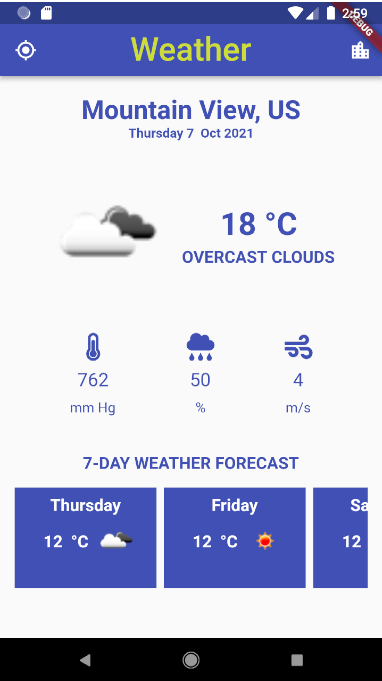 2:59
DEBUG
Weather
Mountain View, US
Thursday 7 Oct 2021
18 °C
OVERCAST CLOUDS
762 50 4
mm Hg % m/s
7-DAY WEATHER FORECAST
Thursday Friday Sa
12 °C 12 °C 12